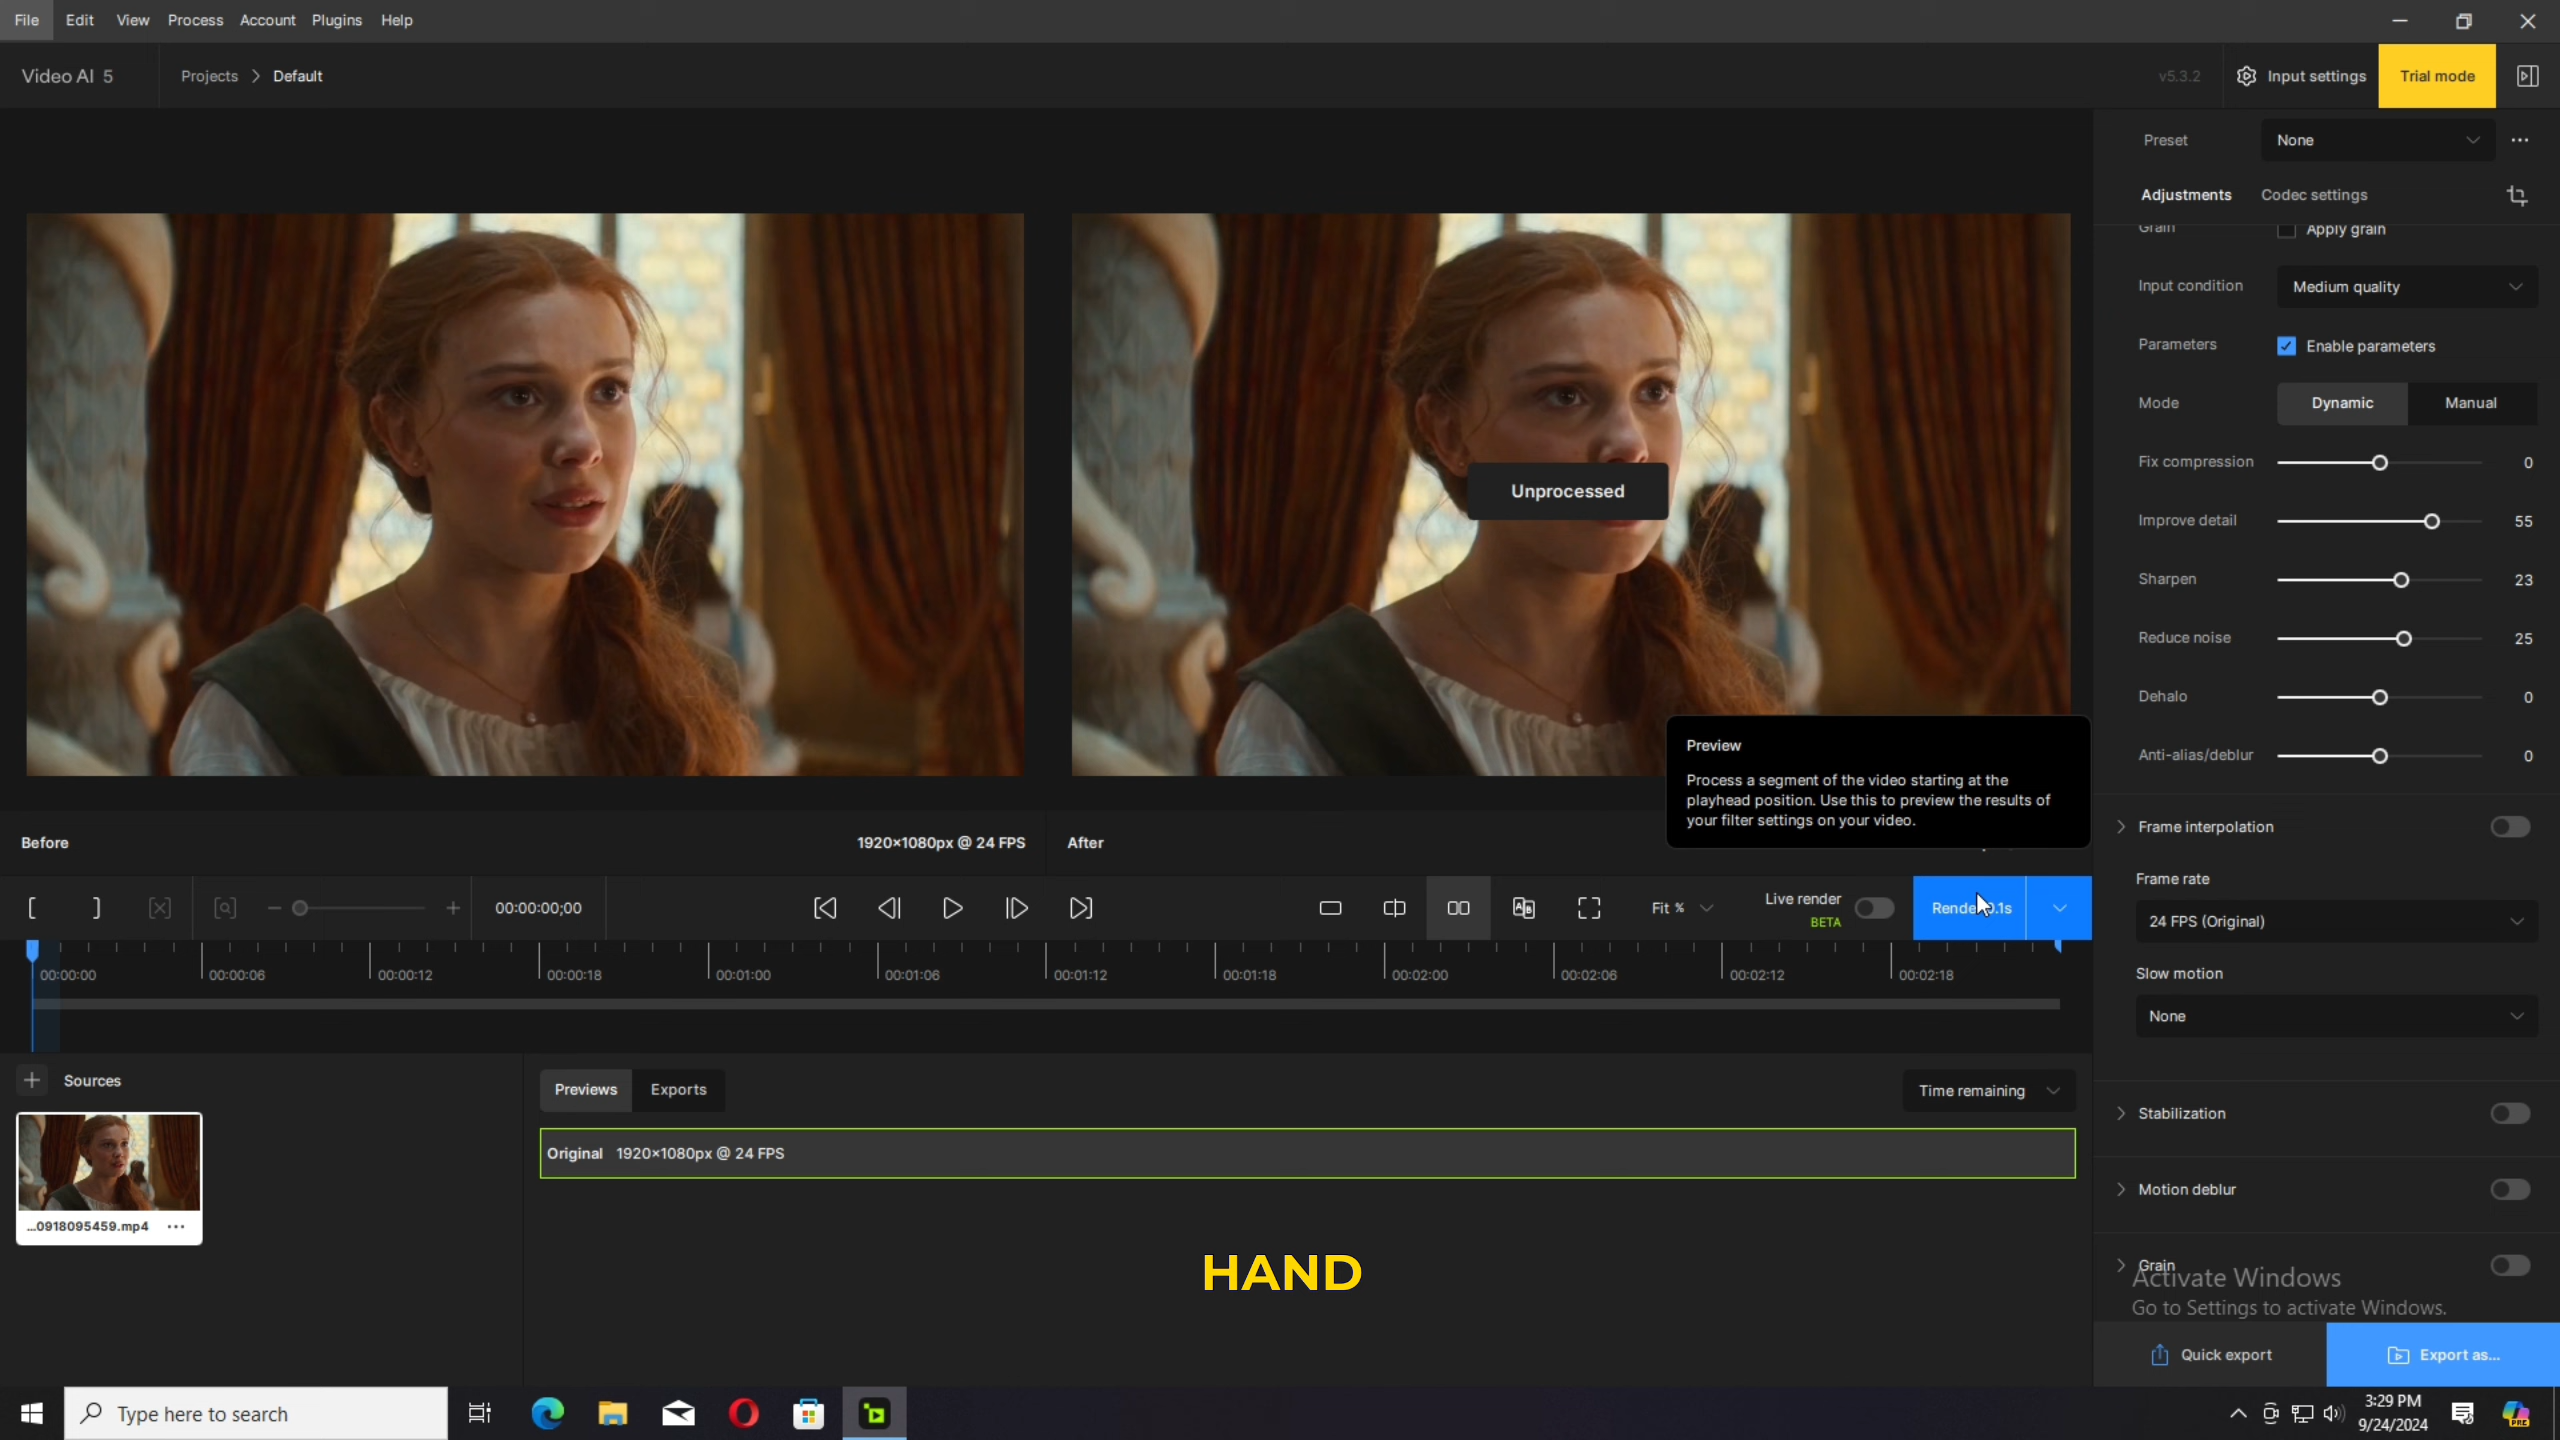 File Edit View Process Account Plugins Help
Video AI 5 Projects > Default v5.3.2 Input settings Trial mode
Preset None
Adjustments Codec settings
Grain Apply grain
Input condition Medium quality
Parameters Enable parameters
Mode Dynamic Manual
Fix compression 0
Unprocessed
Improve detail 55
Sharpen 23
Reduce noise 25
Dehalo 0
Preview
Process a segment of the video starting at the
playhead position. Use this to preview the results of
your filter settings on your video.
Anti-alias/deblur 0
Before 1920×1080px @ 24 FPS After
Frame interpolation
Frame rate
24 FPS (Original)
00:00:00;00 Fit % Live render
BETA
Render 0.1s
00:00:00 00:00:06 00:00:12 00:00:18 00:01:00 00:01:06 00:01:12 00:01:18 00:02:00 00:02:06 00:02:12 00:02:18
Slow motion
None
Sources Previews Exports Time remaining
Original 1920×1080px @ 24 FPS
Stabilization
Motion deblur
...0918095459.mp4 ...
HAND
Grain
Activate Windows
Go to Settings to activate Windows.
Quick export Export as...
Type here to search
3:29 PM
9/24/2024
PRE